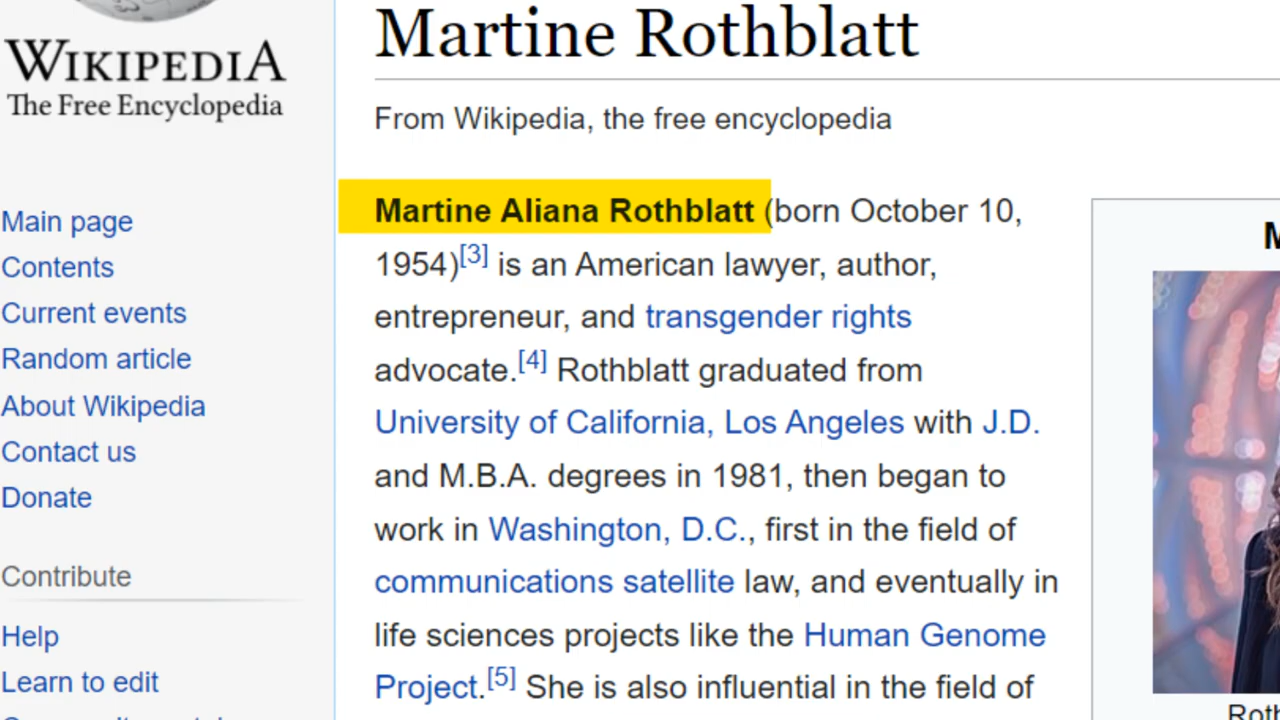 WIKIPEDIA
The Free Encyclopedia
Main page
Contents
Current events
Random article
About Wikipedia
Contact us
Donate
Contribute
Help
Learn to edit
Martine Rothblatt
From Wikipedia, the free encyclopedia
Martine Aliana Rothblatt (born October 10,
1954)[3] is an American lawyer, author,
entrepreneur, and transgender rights
advocate.[4] Rothblatt graduated from
University of California, Los Angeles with J.D.
and M.B.A. degrees in 1981, then began to
work in Washington, D.C., first in the field of
communications satellite law, and eventually in
life sciences projects like the Human Genome
Project.[5] She is also influential in the field of